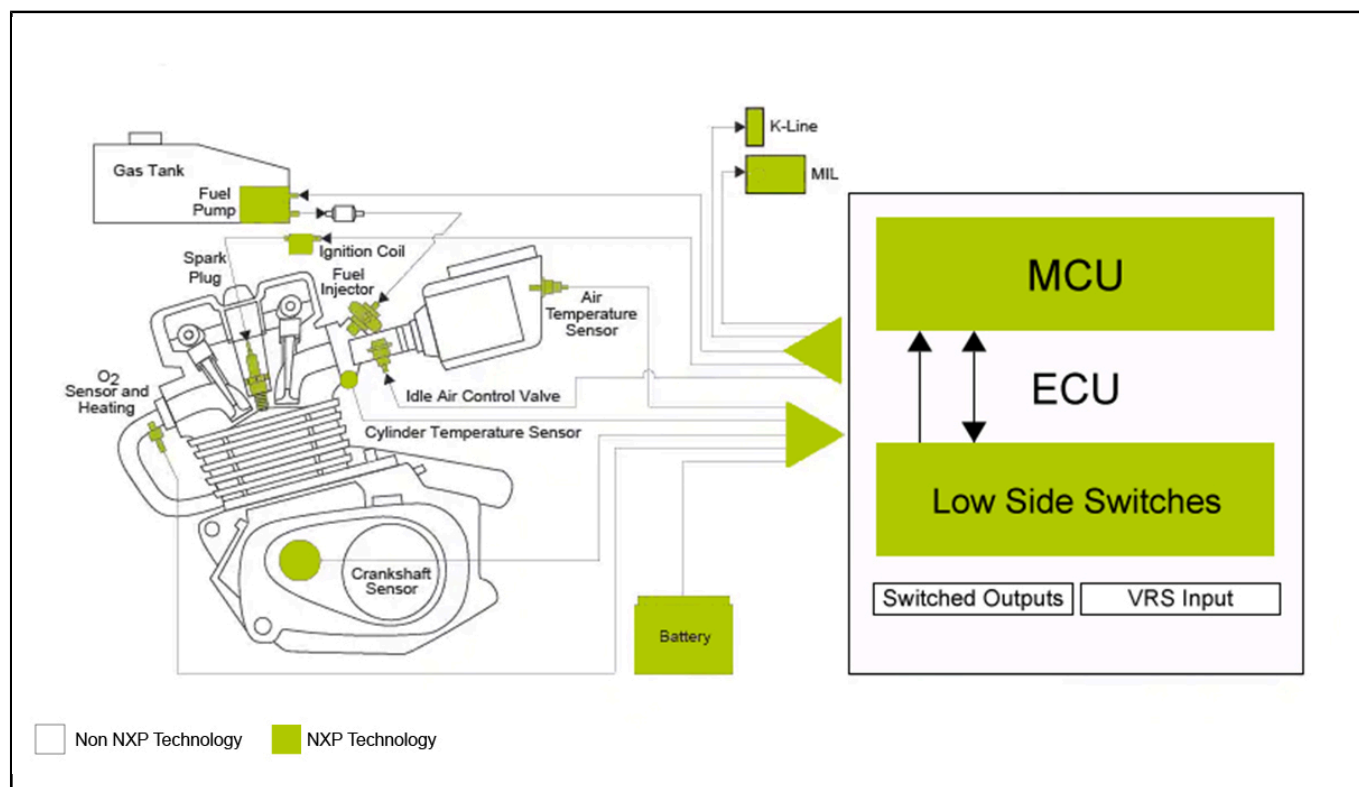 K-Line
MIL
Gas Tank
Fuel
Pump
Ignition Coil
Spark
Plug
Fuel
Injector
Air
Temperature
Sensor
O2
Sensor and
Heating
Idle Air Control Valve
Cylinder Temperature Sensor
Crankshaft
Sensor
Battery
MCU
ECU
Low Side Switches
Switched Outputs
VRS Input
Non NXP Technology
NXP Technology